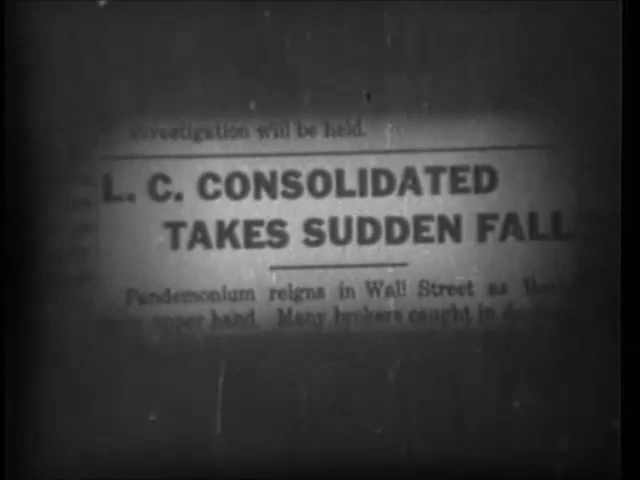 investigation will be held.
L. C. CONSOLIDATED
TAKES SUDDEN FALL
Pandemonium reigns in Wall Street as
upper hand. Many brokers caught in